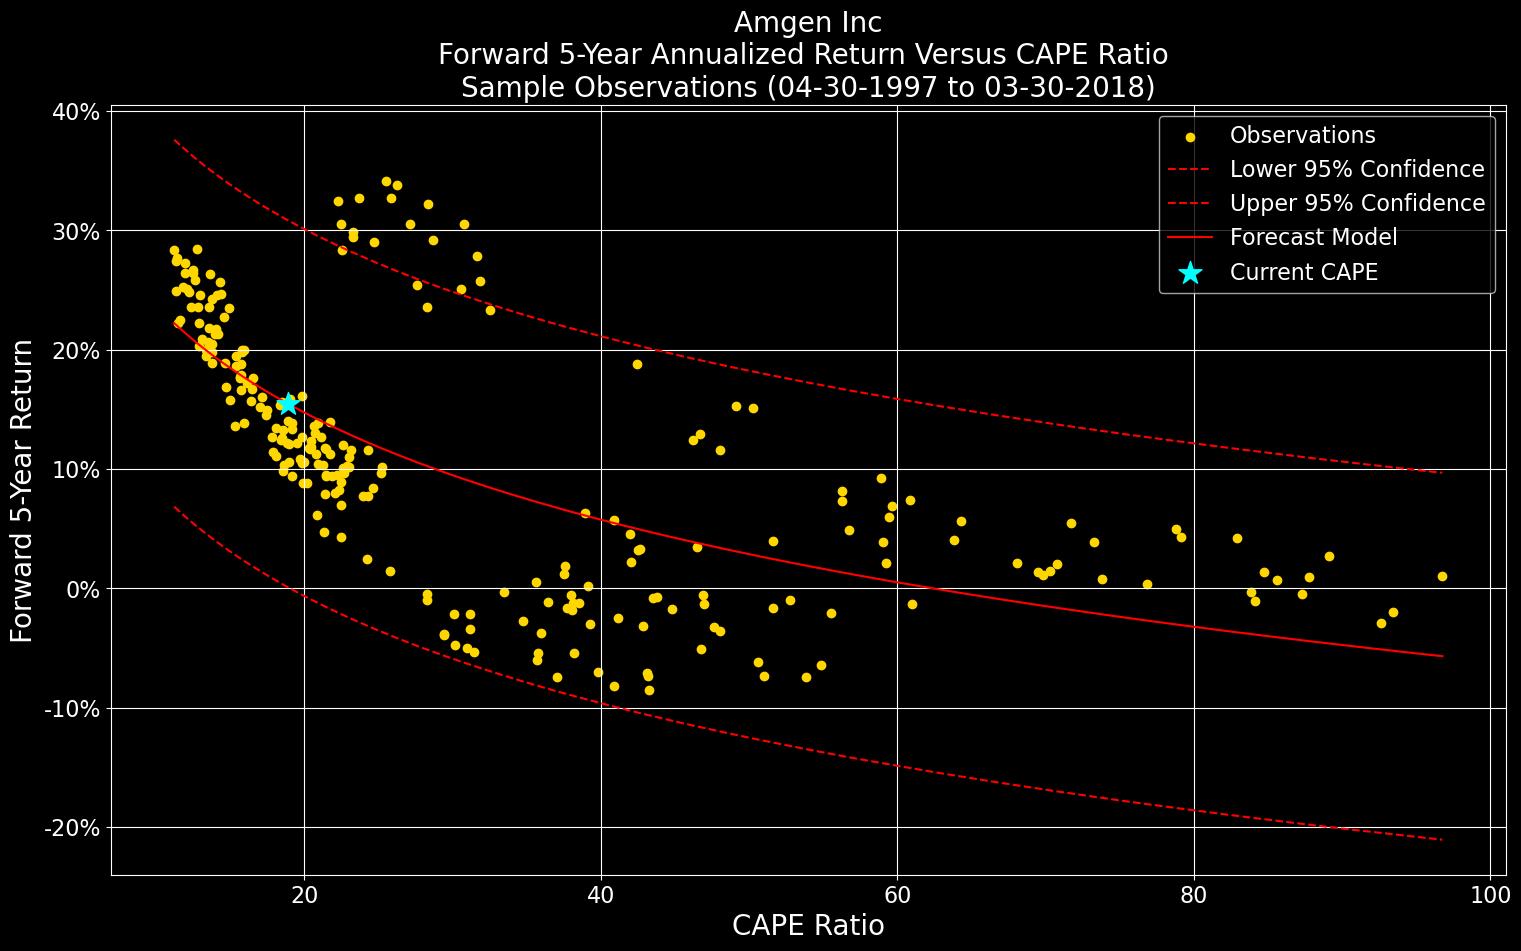 Amgen Inc
Forward 5-Year Annualized Return Versus CAPE Ratio
Sample Observations (04-30-1997 to 03-30-2018)
Observations
Lower 95% Confidence
Upper 95% Confidence
Forecast Model
Current CAPE
Forward 5-Year Return
40%
30%
20%
10%
0%
-10%
-20%
20
40
60
80
100
CAPE Ratio